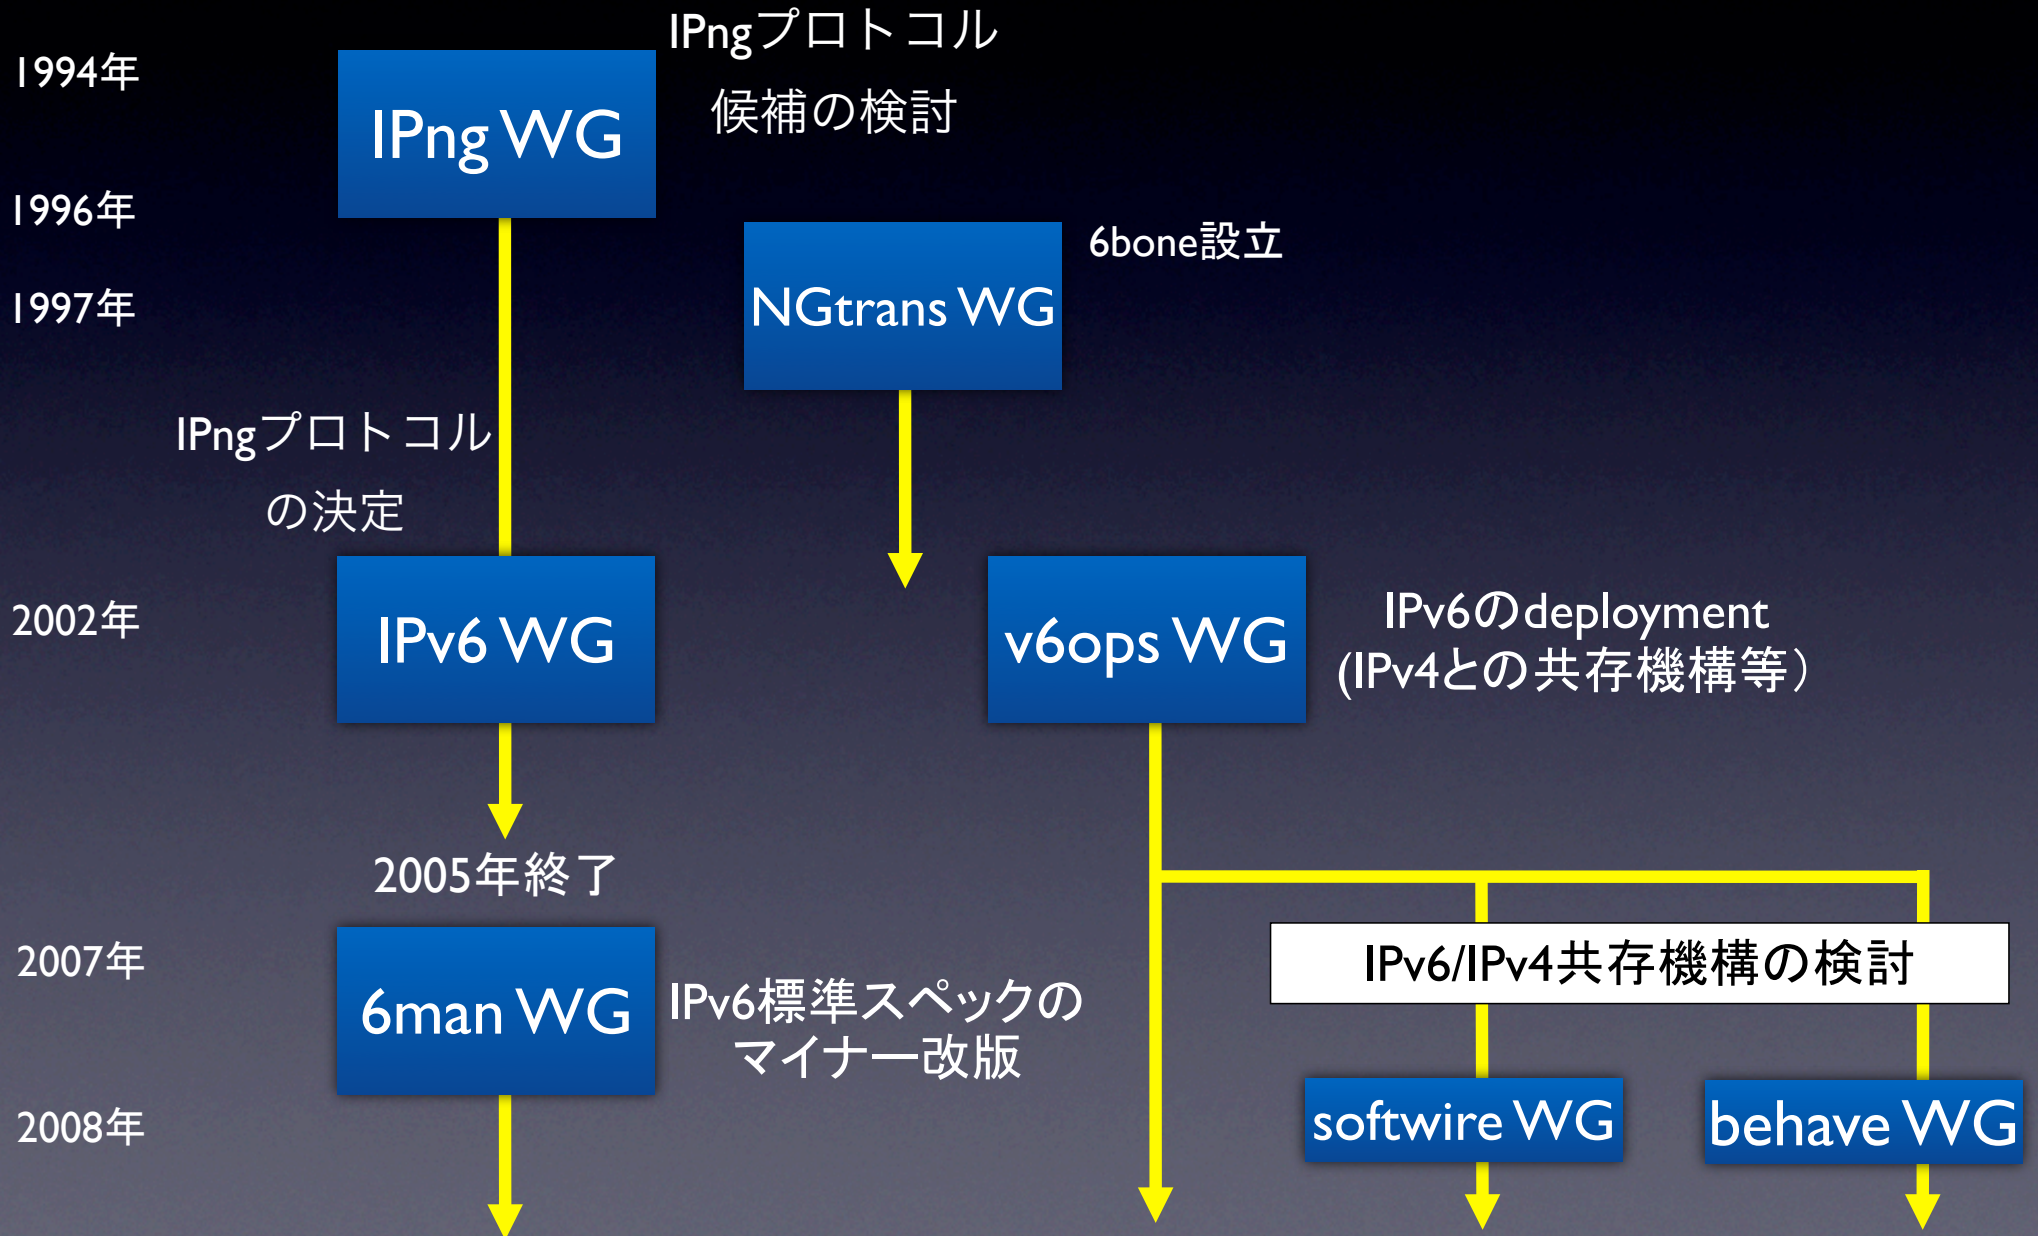 1994年
IPng WG
IPngプロトコル
候補の検討
1996年
NGtrans WG
6bone設立
1997年
IPngプロトコル
の決定
2002年
IPv6 WG
v6ops WG
IPv6のdeployment
(IPv4との共存機構等）
2005年終了
2007年
6man WG
IPv6標準スペックの
マイナー改版
IPv6/IPv4共存機構の検討
2008年
softwire WG
behave WG